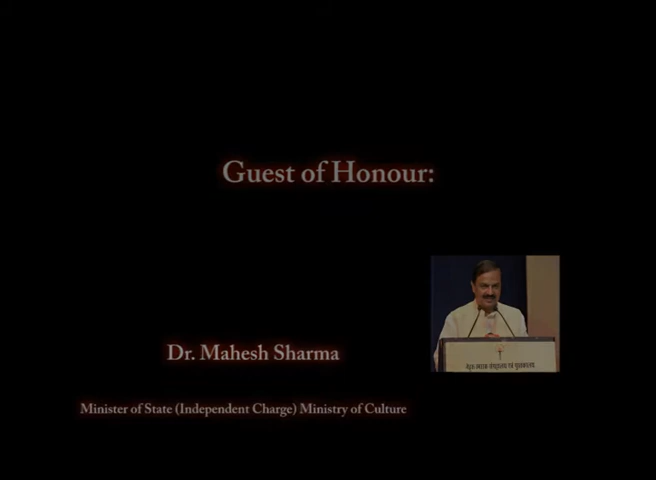 Guest of Honour:
Dr. Mahesh Sharma
Minister of State (Independent Charge) Ministry of Culture